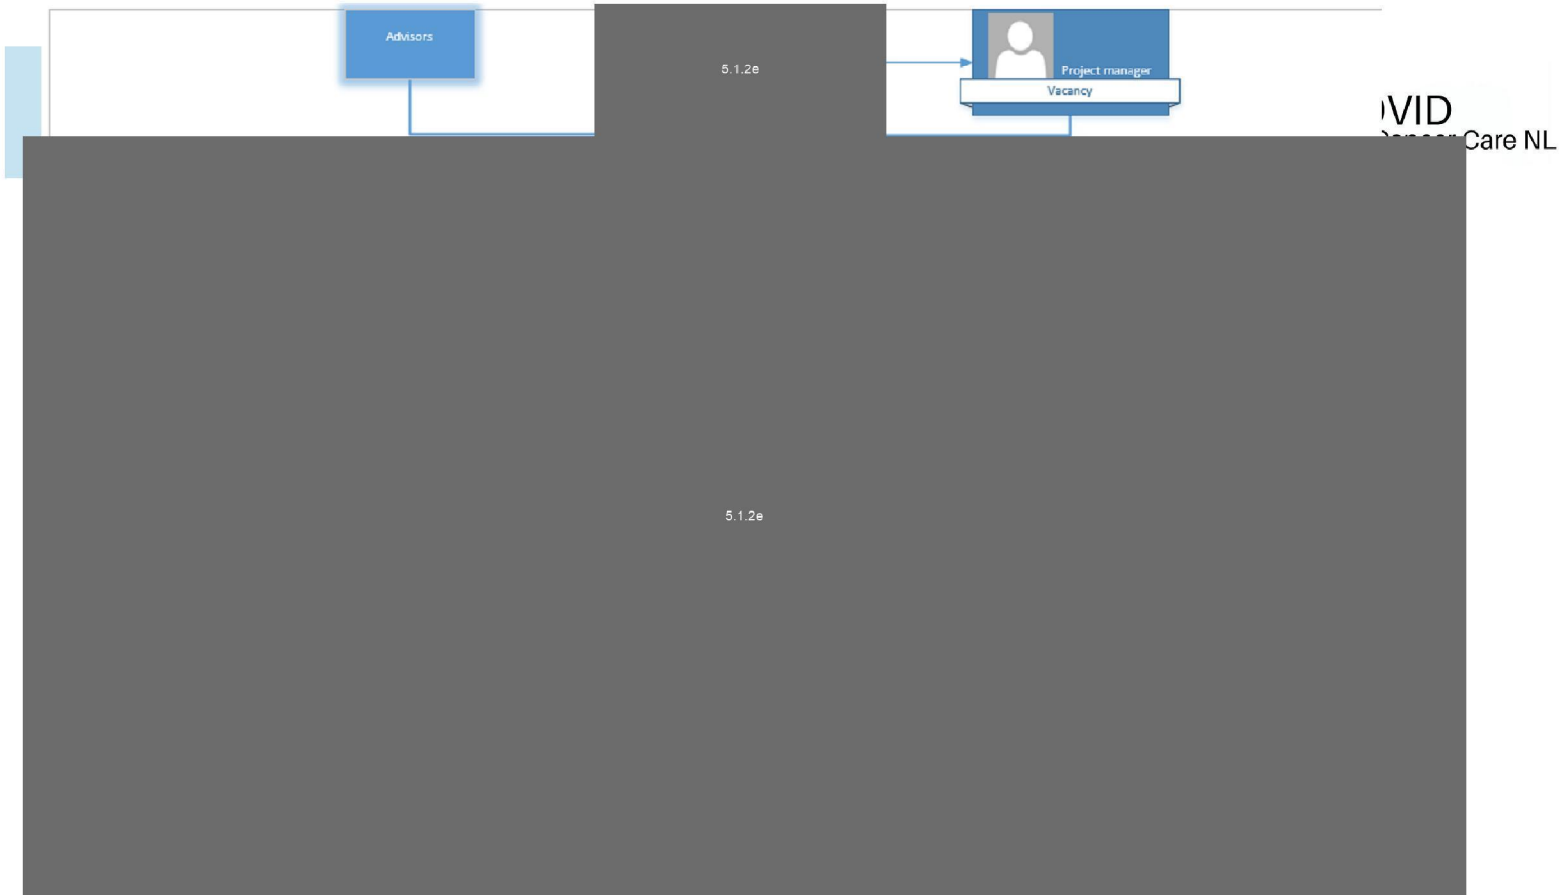 Advisors
5.1.2e
Project manager
Vacancy
VID
Care NL
5.1.2e